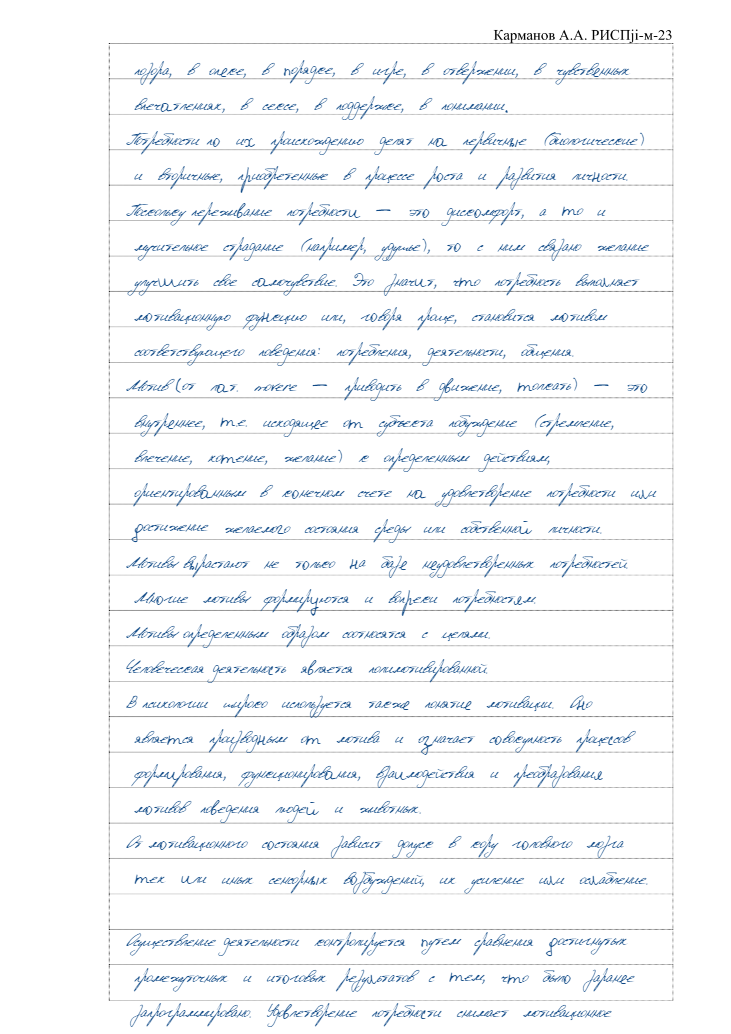 Карманов А.А. РИСПji-м-23
позора, в опеке, в порядке, в игре, в отвержении, в чувственных
впечатлениях, в сексе, в поддержке, в понимании.
Потребности по их происхождению делят на первичные (биологические)
и вторичные, приобретенные в процессе роста и развития личности
Поскольку переживание потребности — это дискомфорт, а то и
мучительное страдание (например, удушье), то с ним связано желание
улучшить свое самочувствие. Это значит, что потребность выполняет
мотивационную функцию или, говоря проще, становится мотивом
соответствующего поведения: потребления, деятельности, общения.
Мотив (от лат. movere — приводить в движение, толкать) — это
внутреннее, т.е. исходящее от субъекта побуждение (стремление,
влечение, хотение, желание) к определенным действиям,
ориентированным в конечном счете на удовлетворение потребности или
достижение желаемого состояния среды или собственной личности.
Мотивы вырастают не только на базе неудовлетворенных потребностей
Многие мотивы формируются и вопреки потребностям.
Мотивы определенным образом соотносятся с целями.
Человеческая деятельность является полимотивированной.
В психологии широко используется также понятие мотивации. Оно
является производным от мотива и означает совокупность процессов
формирования, функционирования, взаимодействия и преобразования
мотивов поведения людей и животных.
От мотивационного состояния зависит допуск в кору головного мозга
тех или иных сенсорных возбуждений, их усиление или ослабление.
Осуществление деятельности контролируется путем сравнения достигнутых
промежуточных и итоговых результатов с тем, что было заранее
запрограммировано. Удовлетворение потребности снимает мотивационное